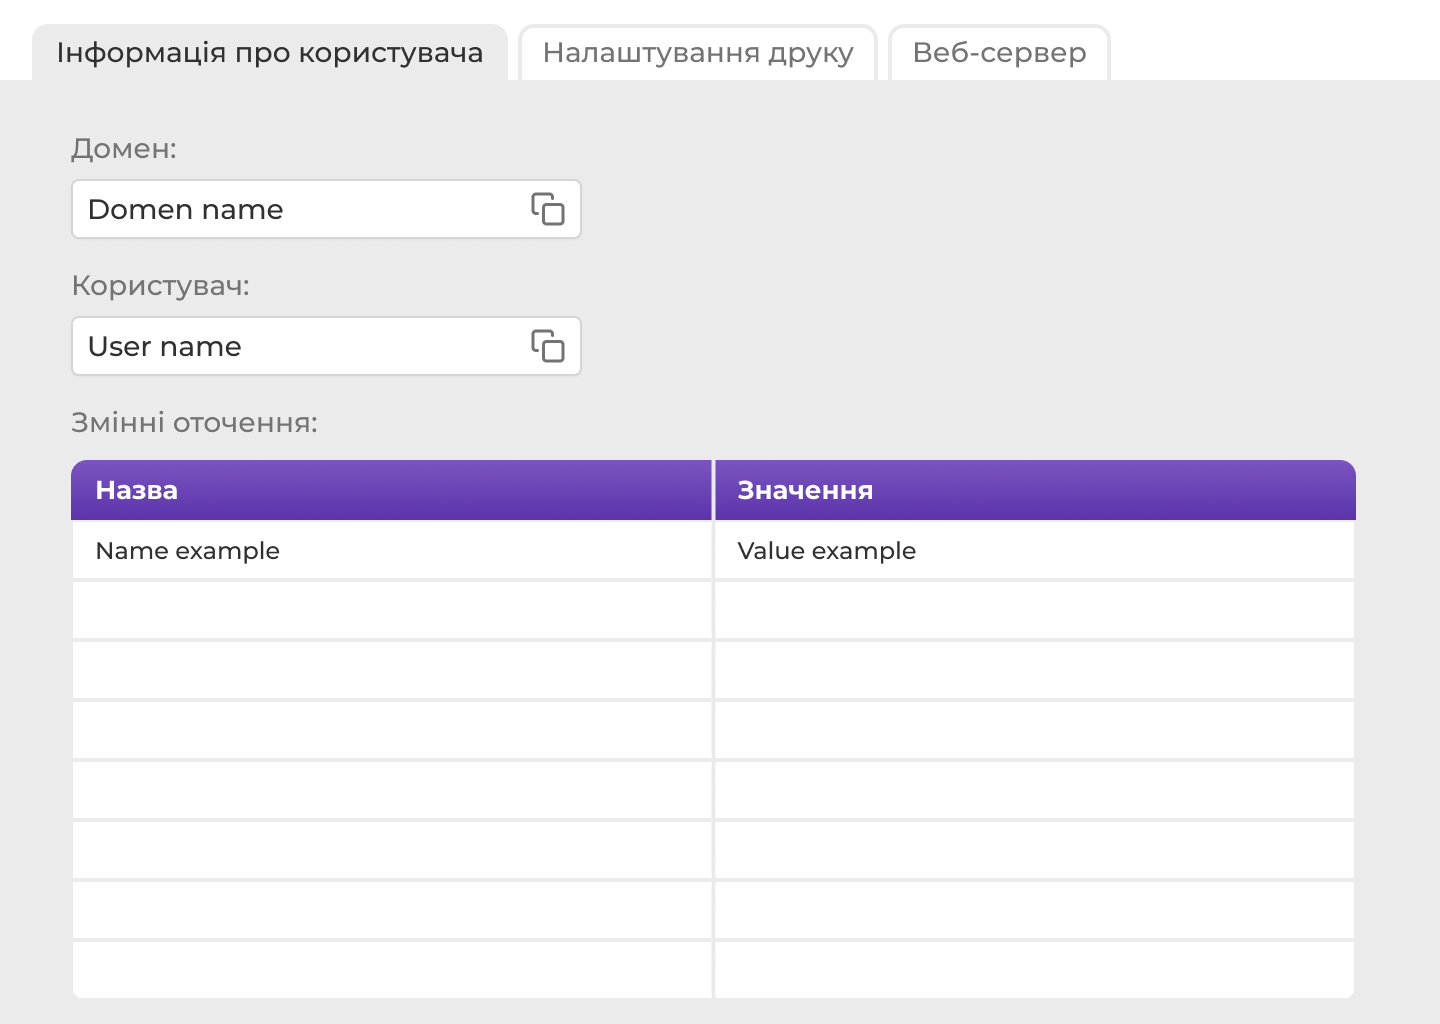 Інформація про користувача
Налаштування друку
Веб-сервер
Домен:
Domen name
Користувач:
User name
Змінні оточення:
Назва
Значення
Name example
Value example